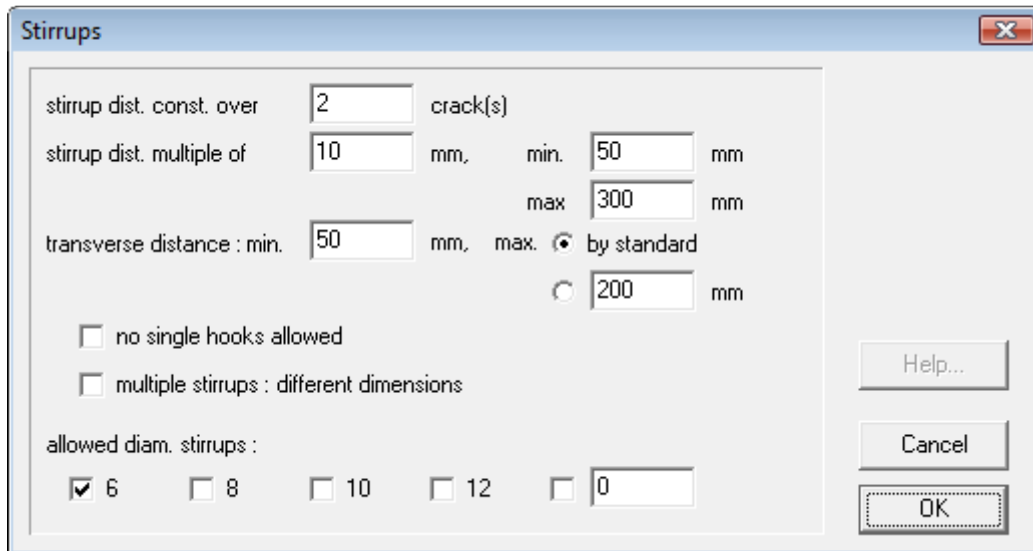 Stirrups
stirrup dist. const. over 2 crack(s)
stirrup dist. multiple of 10 mm, min. 50 mm
max 300 mm
transverse distance : min. 50 mm, max. by standard
200 mm
no single hooks allowed
multiple stirrups : different dimensions
Help...
allowed diam. stirrups :
Cancel
6 8 10 12 0
OK